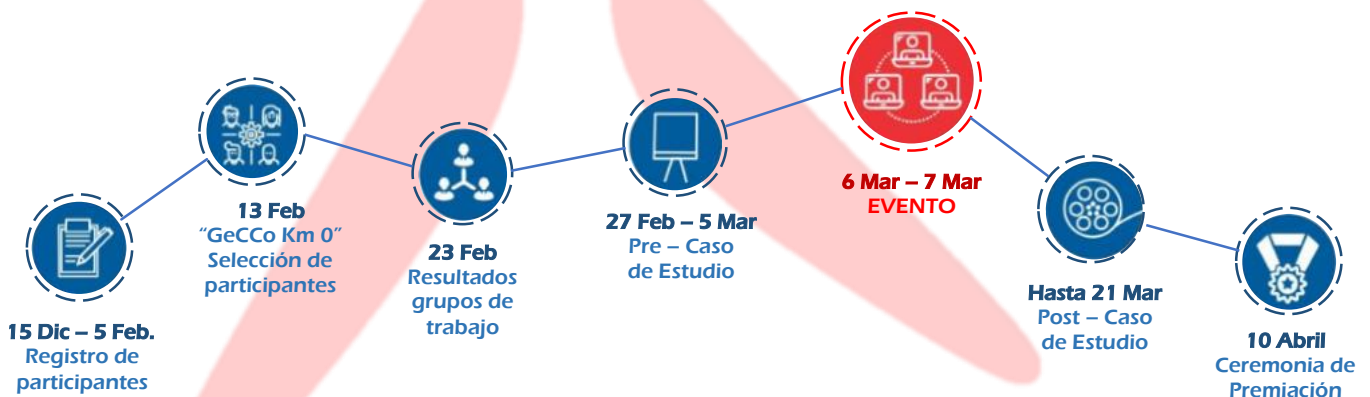 15 Dic – 5 Feb.
Registro de
participantes
13 Feb
“GeCCo Km 0”
Selección de
participantes
23 Feb
Resultados
grupos de
trabajo
27 Feb – 5 Mar
Pre – Caso
de Estudio
6 Mar – 7 Mar
EVENTO
Hasta 21 Mar
Post – Caso
de Estudio
10 Abril
Ceremonia de
Premiación